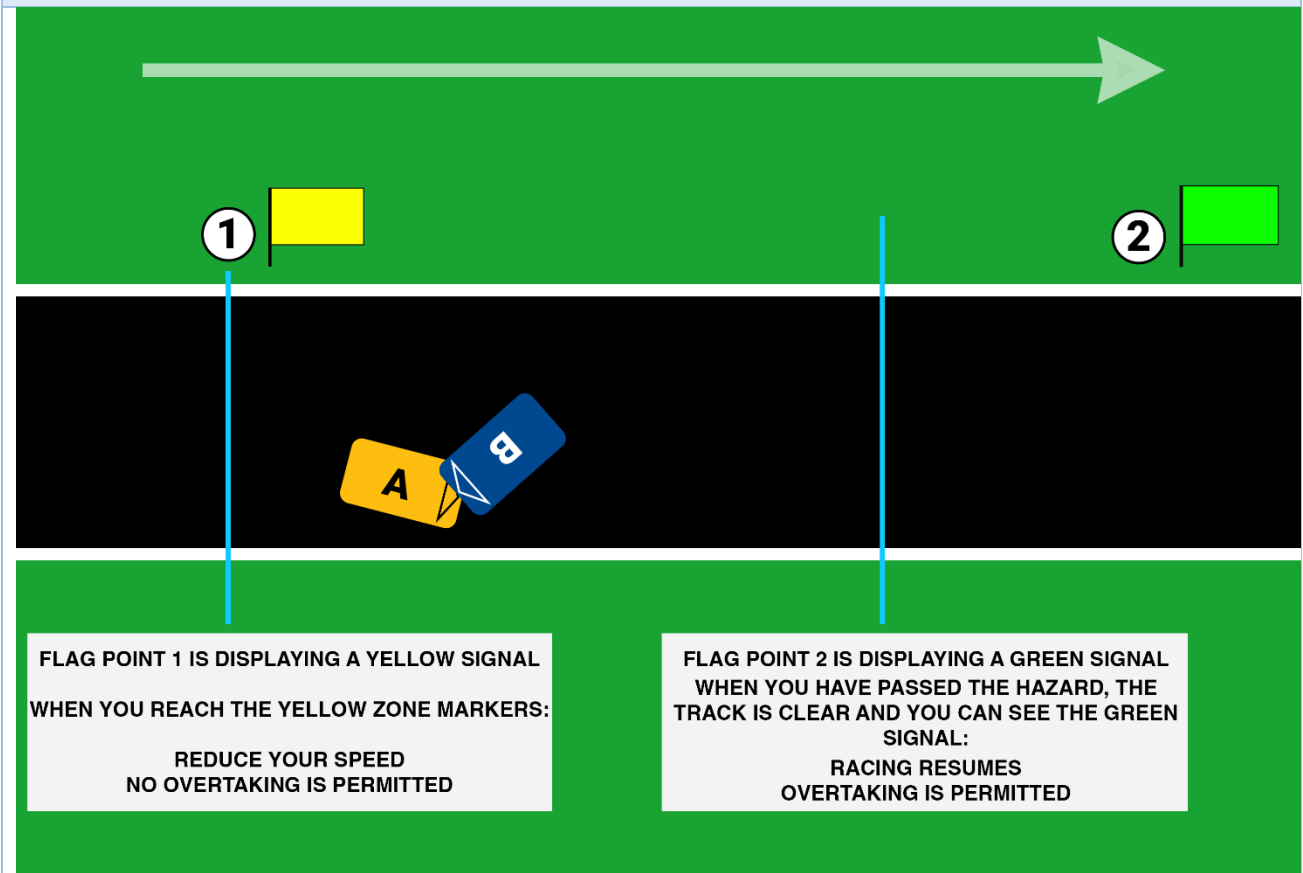 1
2
A
B
FLAG POINT 1 IS DISPLAYING A YELLOW SIGNAL
WHEN YOU REACH THE YELLOW ZONE MARKERS:
REDUCE YOUR SPEED
NO OVERTAKING IS PERMITTED
FLAG POINT 2 IS DISPLAYING A GREEN SIGNAL
WHEN YOU HAVE PASSED THE HAZARD, THE
TRACK IS CLEAR AND YOU CAN SEE THE GREEN
SIGNAL:
RACING RESUMES
OVERTAKING IS PERMITTED